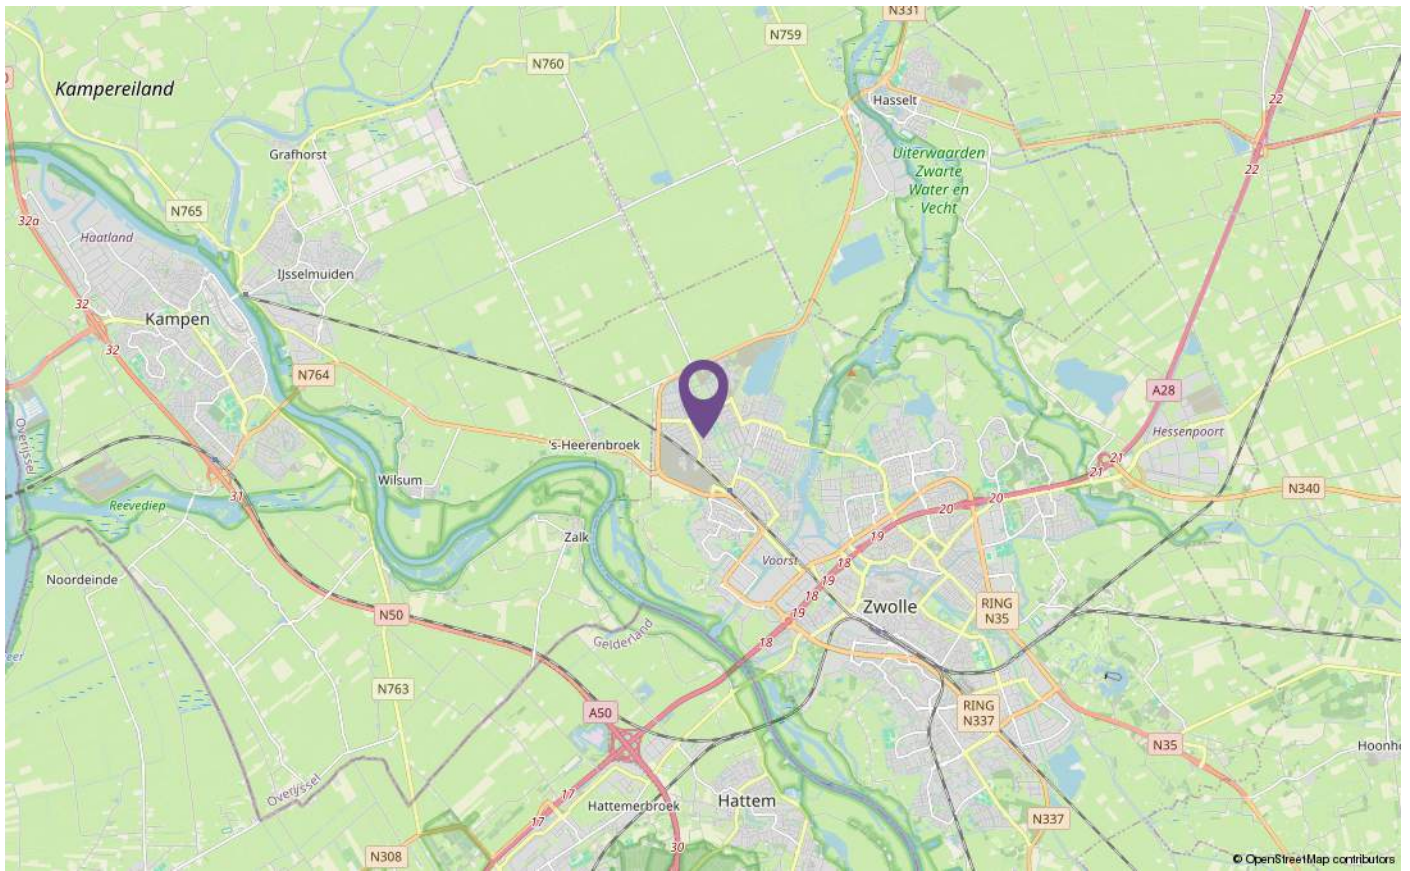 N331
N759
N760
Kampereiland
Hasselt
22
Grafhorst
Uiterwaarden
Zwarte
Water en
Vecht
22
N765
32a
Haatland
IJsselmuiden
32
Kampen
32
N764
A28
Overijssel
's-Heerenbroek
Hessenpoort
21
21
Wilsum
N340
31
20
Reevediep
20
Zalk
19
Voorst
18
Noordeinde
19
18
Zwolle
RING
N35
N50
19
Gelderland
18
eer
N763
A50
RING
N337
N35
Overijssel
17
Hattemerbroek
Hattem
17
N337
30
N308
© OpenStreetMap contributors